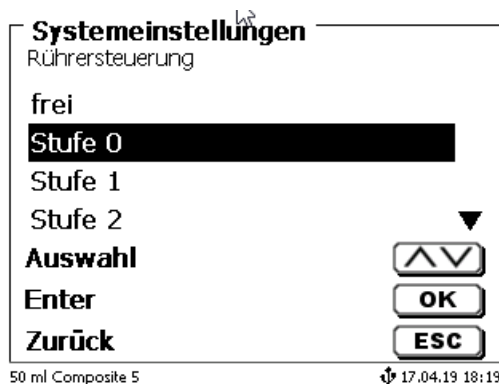 Systemeinstellungen
Rührersteuerung
frei
Stufe 0
Stufe 1
Stufe 2
Auswahl
Enter OK
Zurück ESC
50 ml Composite 5 17.04.19 18:19